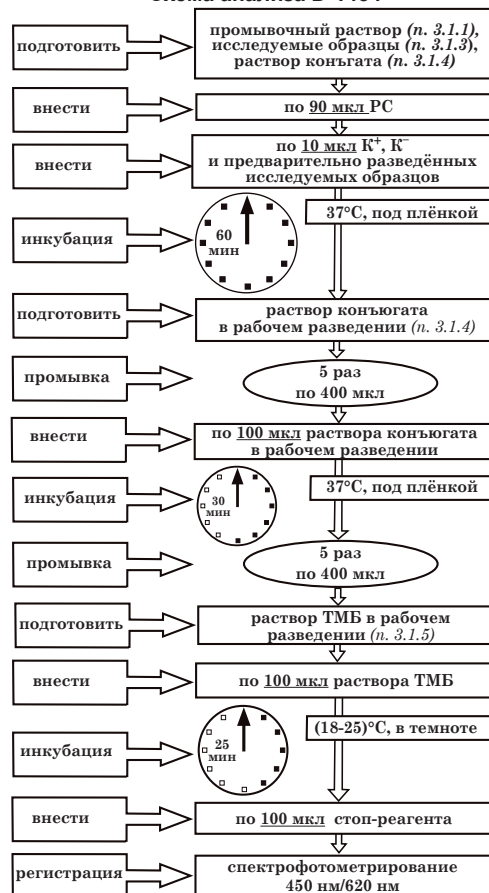 подготовить
промывочный раствор (п. 3.1.1),
исследуемые образцы (п. 3.1.3),
раствор конъгата (п. 3.1.4)
внести
по 90 мкл РС
внести
по 10 мкл К⁺, К⁻
и предварительно разведённых
исследуемых образцов
инкубация
60
мин
37°С, под плёнкой
подготовить
раствор конъюгата
в рабочем разведении (п. 3.1.4)
промывка
5 раз
по 400 мкл
внести
по 100 мкл раствора конъюгата
в рабочем разведении
инкубация
30
мин
37°С, под плёнкой
промывка
5 раз
по 400 мкл
подготовить
раствор ТМБ в рабочем
разведении (п. 3.1.5)
внести
по 100 мкл раствора ТМБ
инкубация
25
мин
(18-25)°С, в темноте
внести
по 100 мкл стоп-реагента
регистрация
спектрофотометрирование
450 нм/620 нм